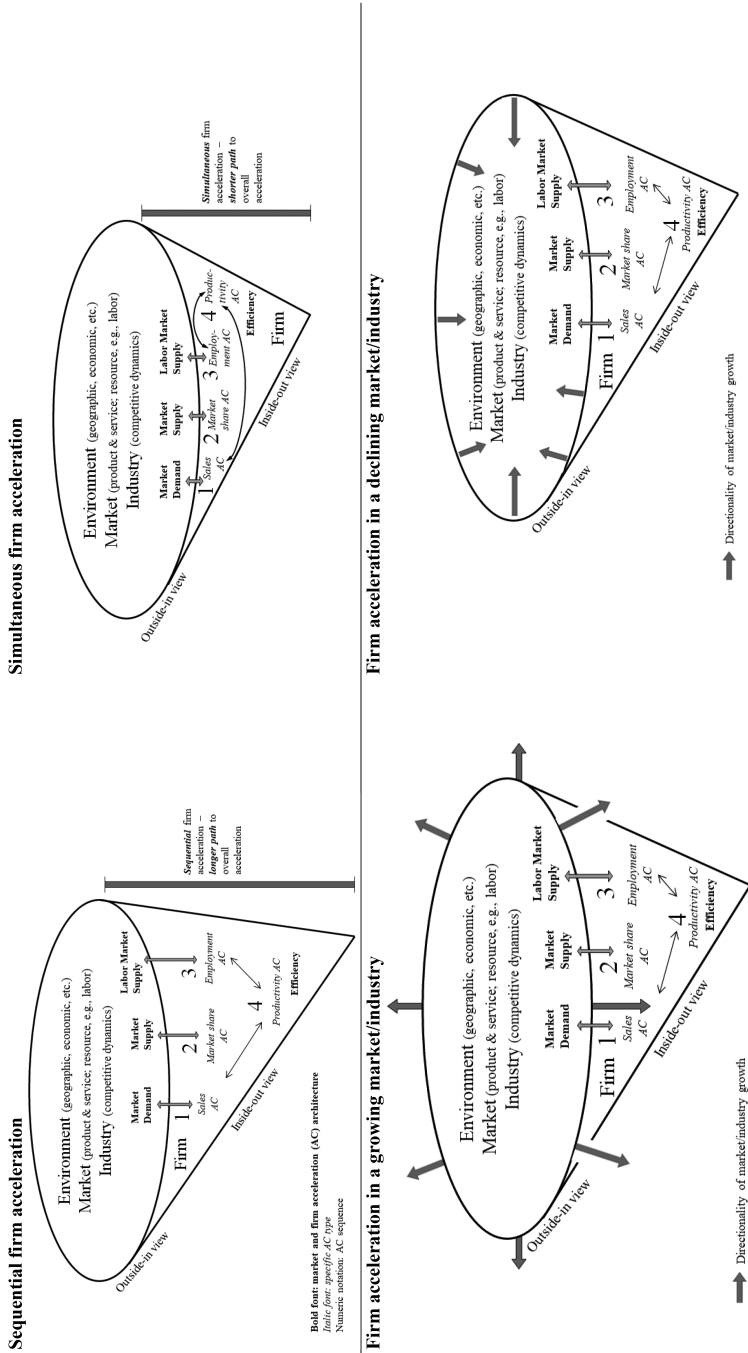 Sequential firm acceleration
Environment (geographic, economic, etc.)
Market (product & service; resource, e.g., labor)
Industry (competitive dynamics)
Market
Demand
Market
Supply
Labor Market
Supply
Outside-in view
Firm
1
Sales
AC
2
Market share
AC
3
Employment
AC
4
Productivity AC
Efficiency
Inside-out view
Sequential firm
acceleration –
longer path to
overall
acceleration
Bold font: market and firm acceleration (AC) architecture
Italic font: specific AC type
Numeric notation: AC sequence
Simultaneous firm acceleration
Environment (geographic, economic, etc.)
Market (product & service; resource, e.g., labor)
Industry (competitive dynamics)
Market
Demand
Market
Supply
Labor Market
Supply
Outside-in view
1
Sales
AC
2
Market
share AC
3
Employ-
ment AC
4
Produc-
tivity
AC
Efficiency
Firm
Inside-out view
Simultaneous firm
acceleration –
shorter path to
overall
acceleration
Firm acceleration in a growing market/industry
Environment (geographic, economic, etc.)
Market (product & service; resource, e.g., labor)
Industry (competitive dynamics)
Market
Demand
Market
Supply
Labor Market
Supply
Outside-in view
Firm
1
Sales
AC
2
Market share
AC
3
Employment
AC
4
Productivity AC
Efficiency
Inside-out view
Directionality of market/industry growth
Firm acceleration in a declining market/industry
Environment (geographic, economic, etc.)
Market (product & service; resource, e.g., labor)
Industry (competitive dynamics)
Market
Demand
Market
Supply
Labor Market
Supply
Outside-in view
Firm
1
Sales
AC
2
Market share
AC
3
Employment
AC
4
Productivity AC
Efficiency
Inside-out view
Directionality of market/industry growth